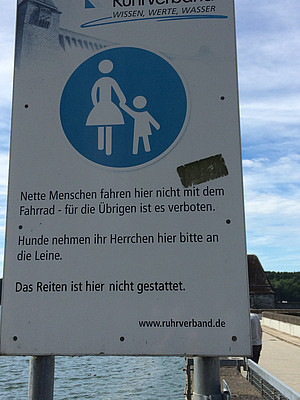 Ruhrverband
WISSEN, WERTE, WASSER
Nette Menschen fahren hier nicht mit dem
Fahrrad - für die Übrigen ist es verboten.
Hunde nehmen ihr Herrchen hier bitte an
die Leine.
Das Reiten ist hier nicht gestattet.
www.ruhrverband.de